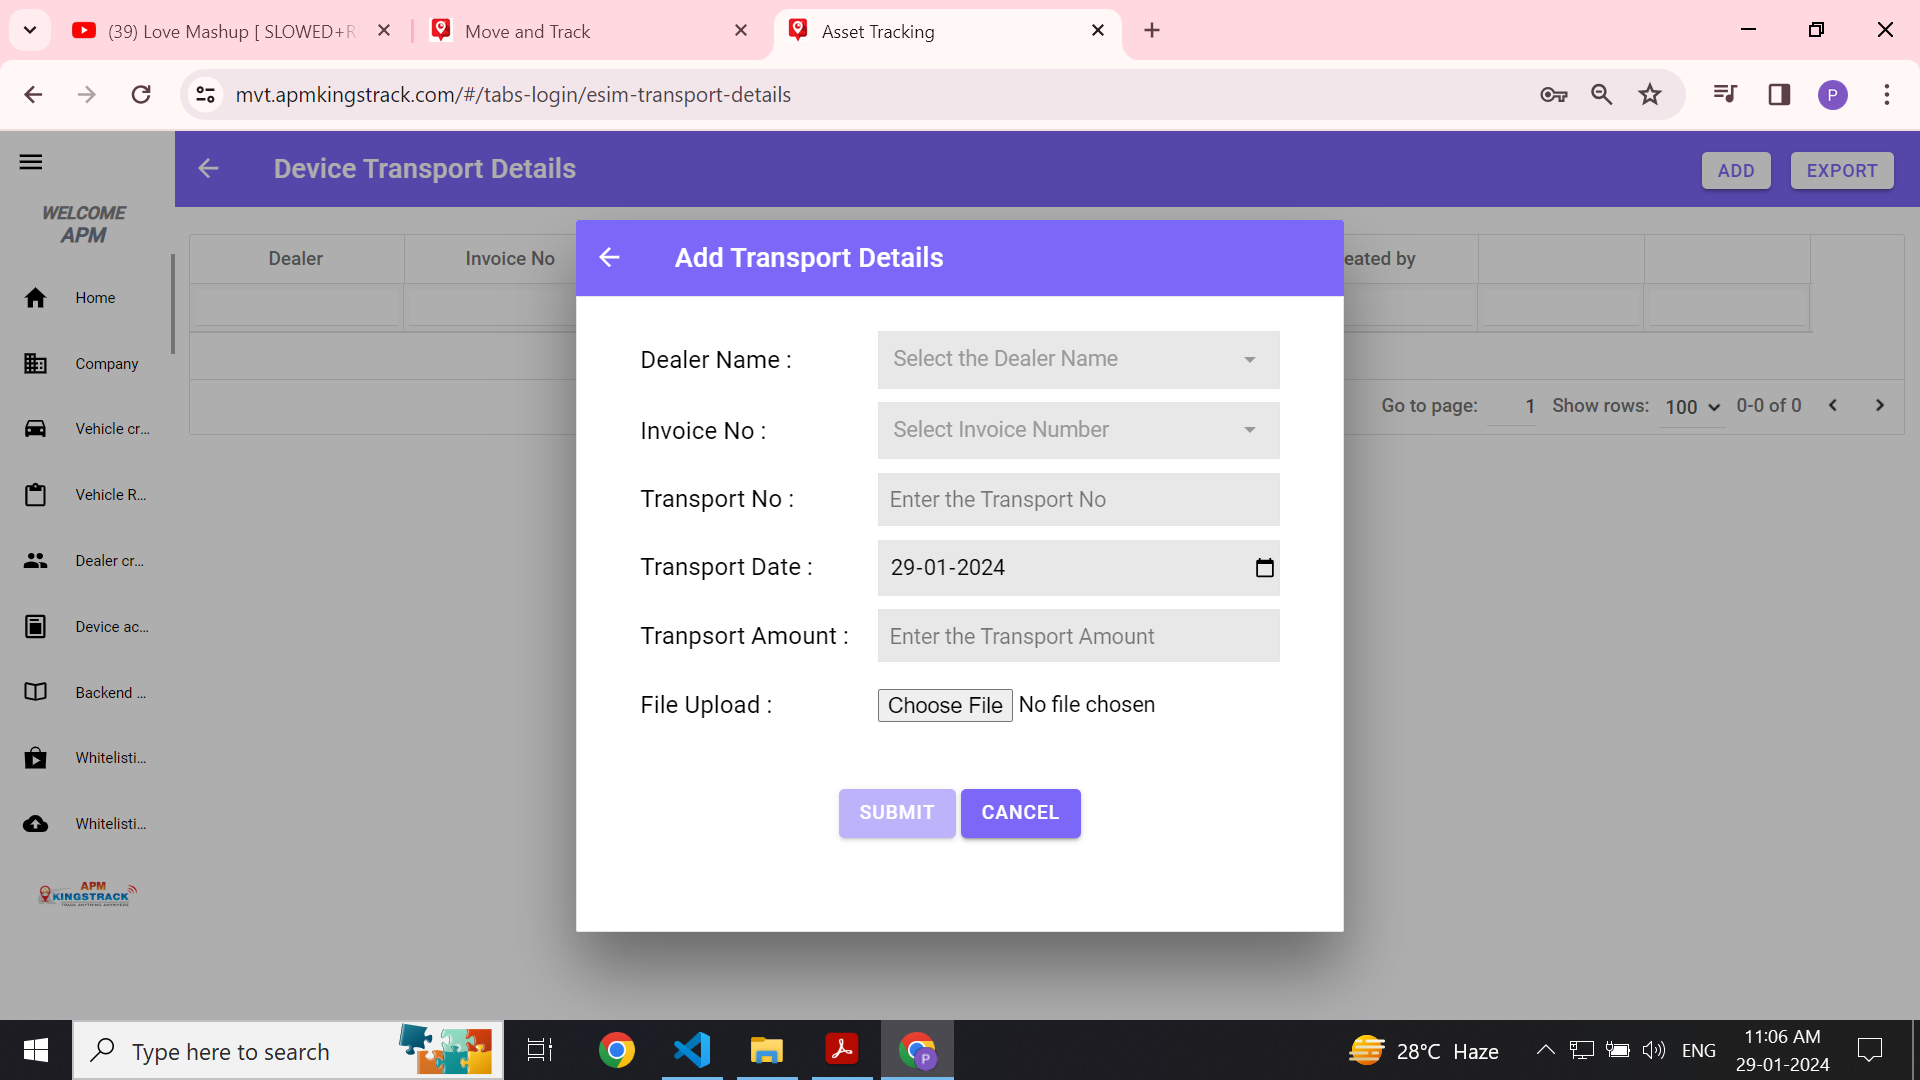 (39) Love Mashup [ SLOWED+R
Move and Track
Asset Tracking
mvt.apmkingstrack.com/#/tabs-login/esim-transport-details
P
Device Transport Details
ADD
EXPORT
WELCOME
APM
Home
Company
Vehicle cr...
Vehicle R...
Dealer cr...
Device ac...
Backend ...
Whitelisti...
Whitelisti...
APM
KINGSTRACK
TRACK ANYTHING ANYWHERE
Dealer
Invoice No
eated by
Go to page:
1
Show rows:
100
0-0 of 0
Add Transport Details
Dealer Name :
Select the Dealer Name
Invoice No :
Select Invoice Number
Transport No :
Enter the Transport No
Transport Date :
29-01-2024
Tranpsort Amount :
Enter the Transport Amount
File Upload :
Choose File No file chosen
SUBMIT
CANCEL
Type here to search
P
28°C Haze
ENG
11:06 AM
29-01-2024